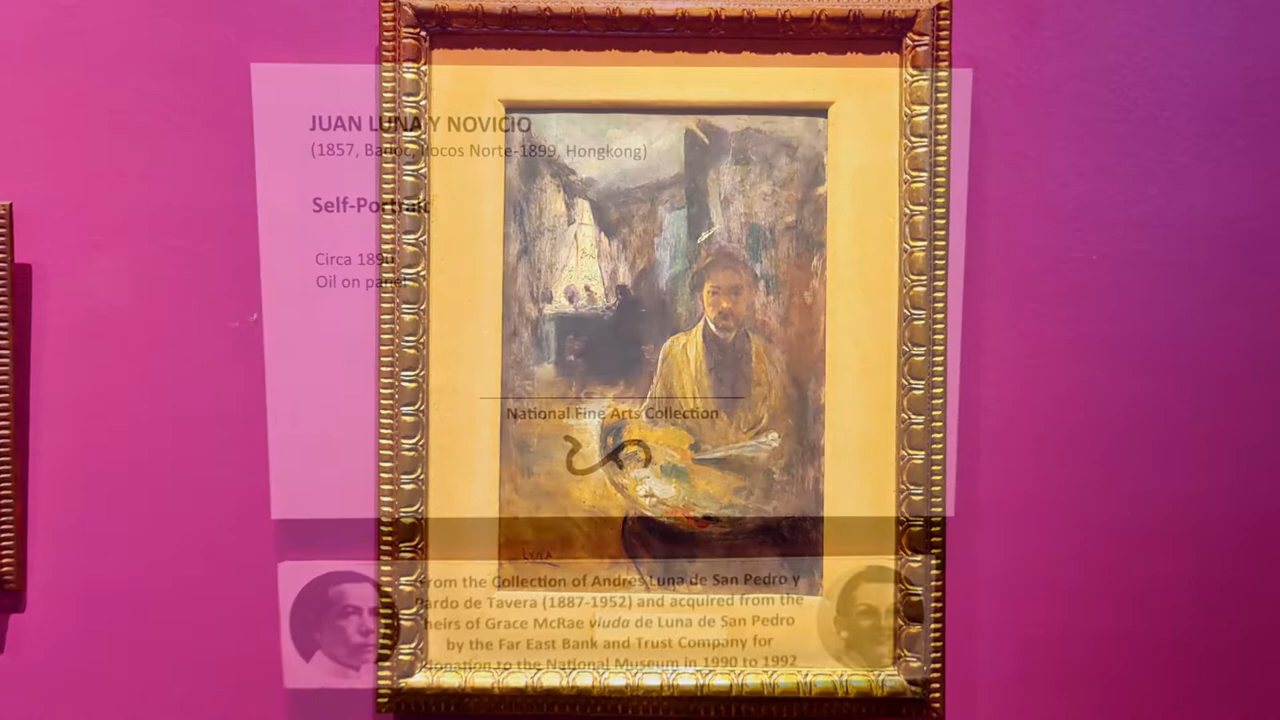 JUAN LUNA Y NOVICIO
(1857, Badoc, Ilocos Norte-1899, Hongkong)
Self-Portrait
Circa 1890
Oil on panel
National Fine Arts Collection
LUNA
From the Collection of Andres Luna de San Pedro y
Pardo de Tavera (1887-1952) and acquired from the
heirs of Grace McRae viuda de Luna de San Pedro
by the Far East Bank and Trust Company for
donation to the National Museum in 1990 to 1992